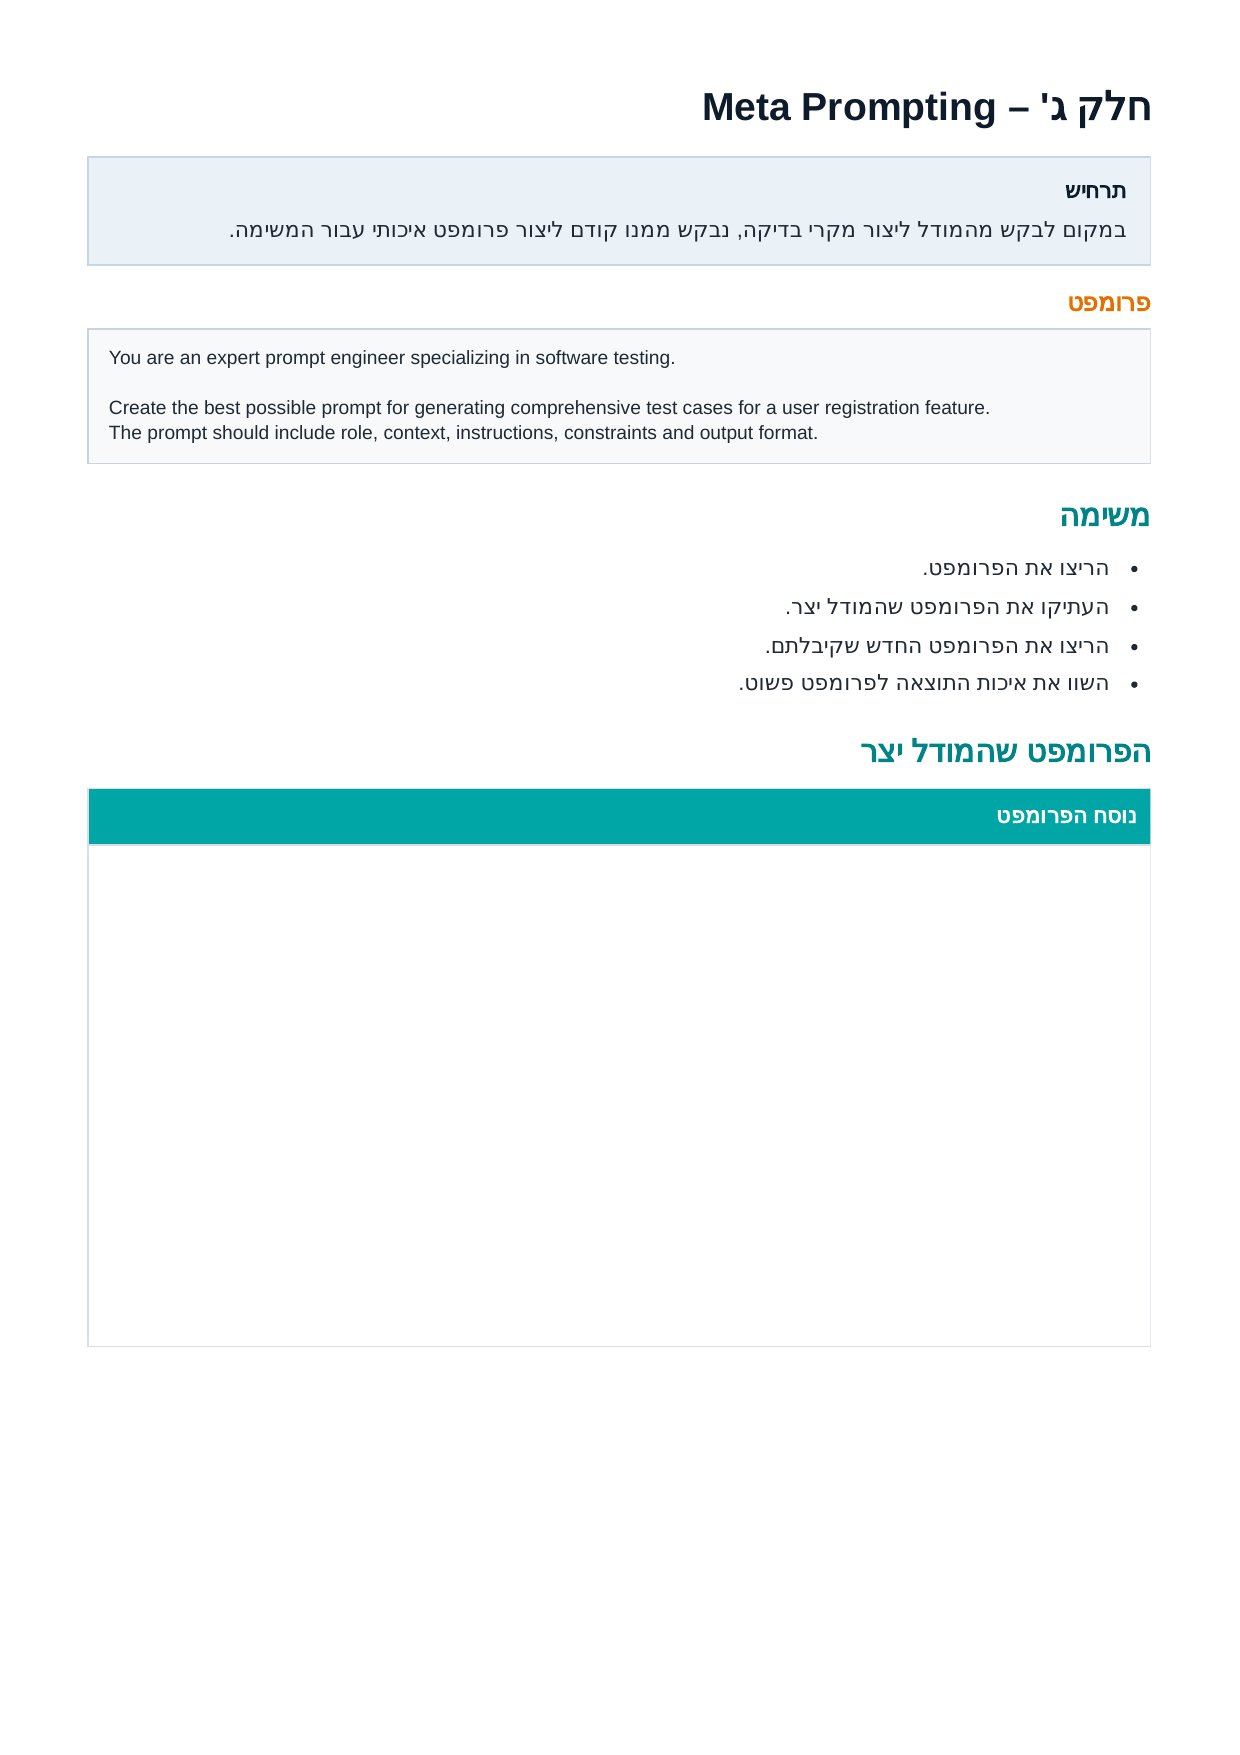 חלק ג' – Meta Prompting
תרחיש
במקום לבקש מהמודל ליצור מקרי בדיקה, נבקש ממנו קודם ליצור פרומפט איכותי עבור המשימה.
פרומפט
You are an expert prompt engineer specializing in software testing.
Create the best possible prompt for generating comprehensive test cases for a user registration feature.
The prompt should include role, context, instructions, constraints and output format.
משימה
• הריצו את הפרומפט.
• העתיקו את הפרומפט שהמודל יצר.
• הריצו את הפרומפט החדש שקיבלתם.
• השוו את איכות התוצאה לפרומפט פשוט.
הפרומפט שהמודל יצר
נוסח הפרומפט